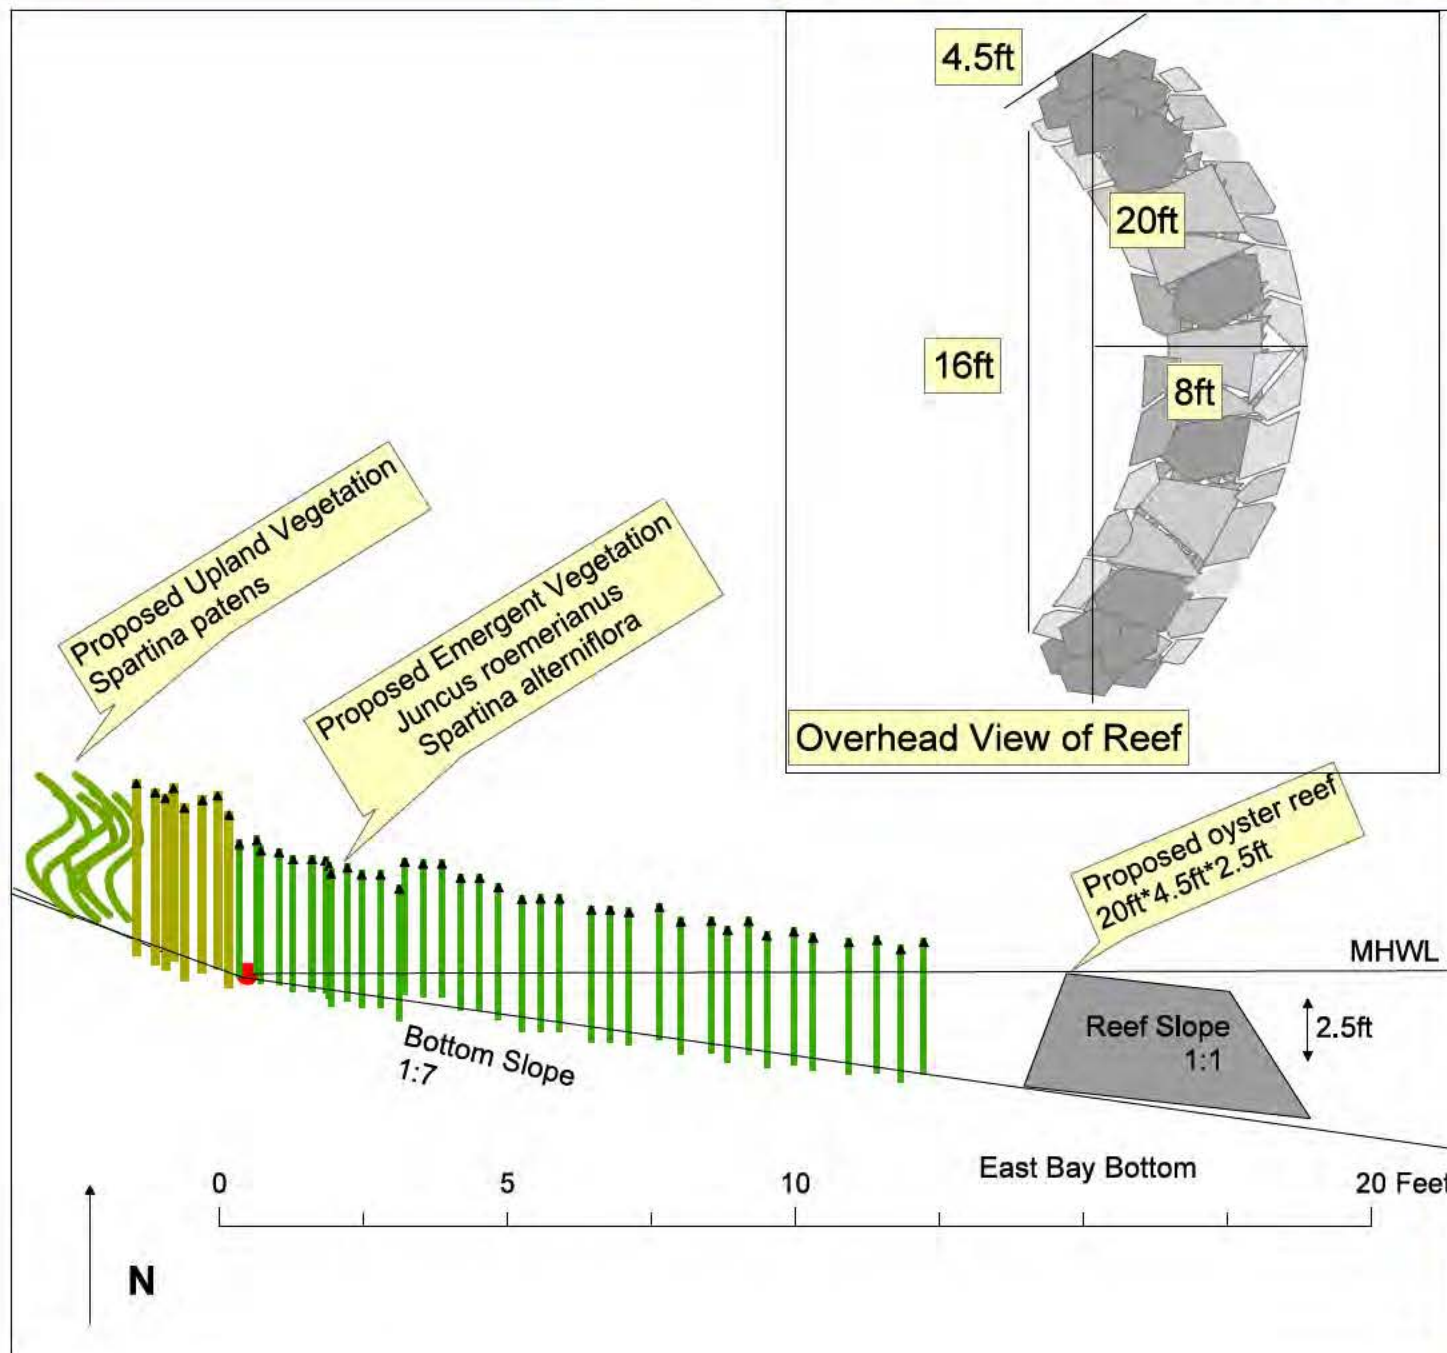 4.5ft
20ft
16ft
8ft
Overhead View of Reef
Proposed Upland Vegetation
Spartina patens
Proposed Emergent Vegetation
Juncus roemerianus
Spartina alterniflora
Proposed oyster reef
20ft*4.5ft*2.5ft
MHWL
Reef Slope
1:1
2.5ft
Bottom Slope
1:7
East Bay Bottom
0 5 10 20 Feet
N